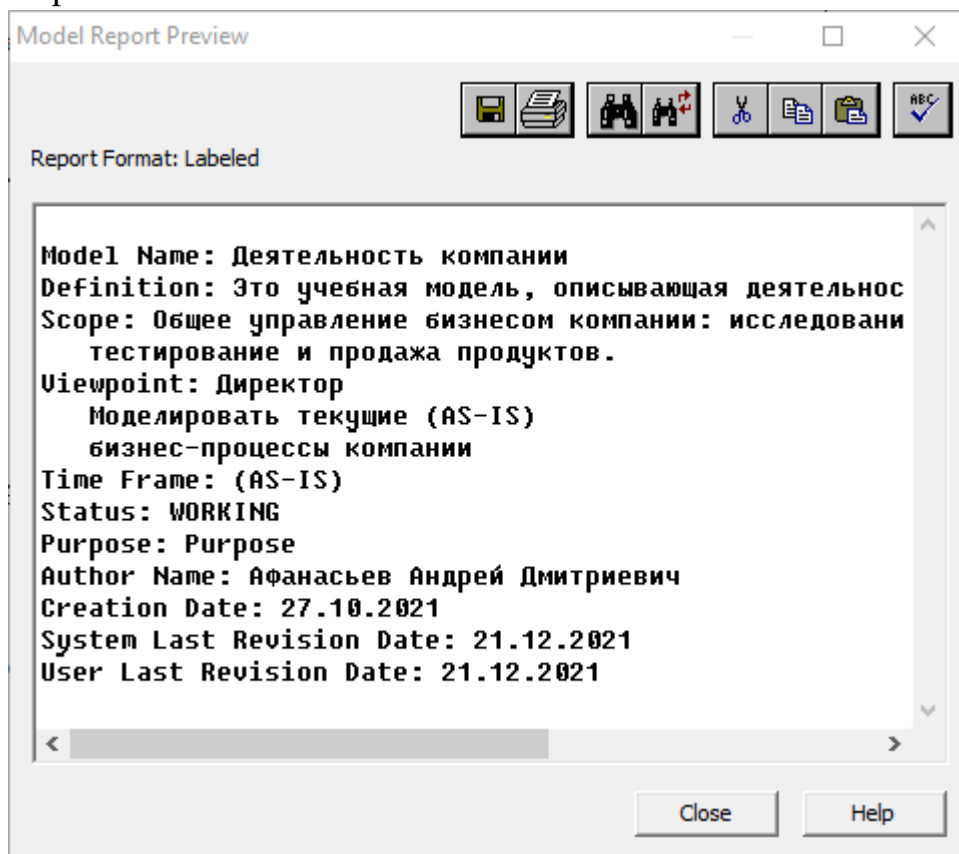 Model Report Preview
ABC
Report Format: Labeled
Model Name: Деятельность компании
Definition: Это учебная модель, описывающая деятельнос
Scope: Общее управление бизнесом компании: исследовани
тестирование и продажа продуктов.
Viewpoint: Директор
Моделировать текущие (AS-IS)
бизнес-процессы компании
Time Frame: (AS-IS)
Status: WORKING
Purpose: Purpose
Author Name: Афанасьев Андрей Дмитриевич
Creation Date: 27.10.2021
System Last Revision Date: 21.12.2021
User Last Revision Date: 21.12.2021
Close Help